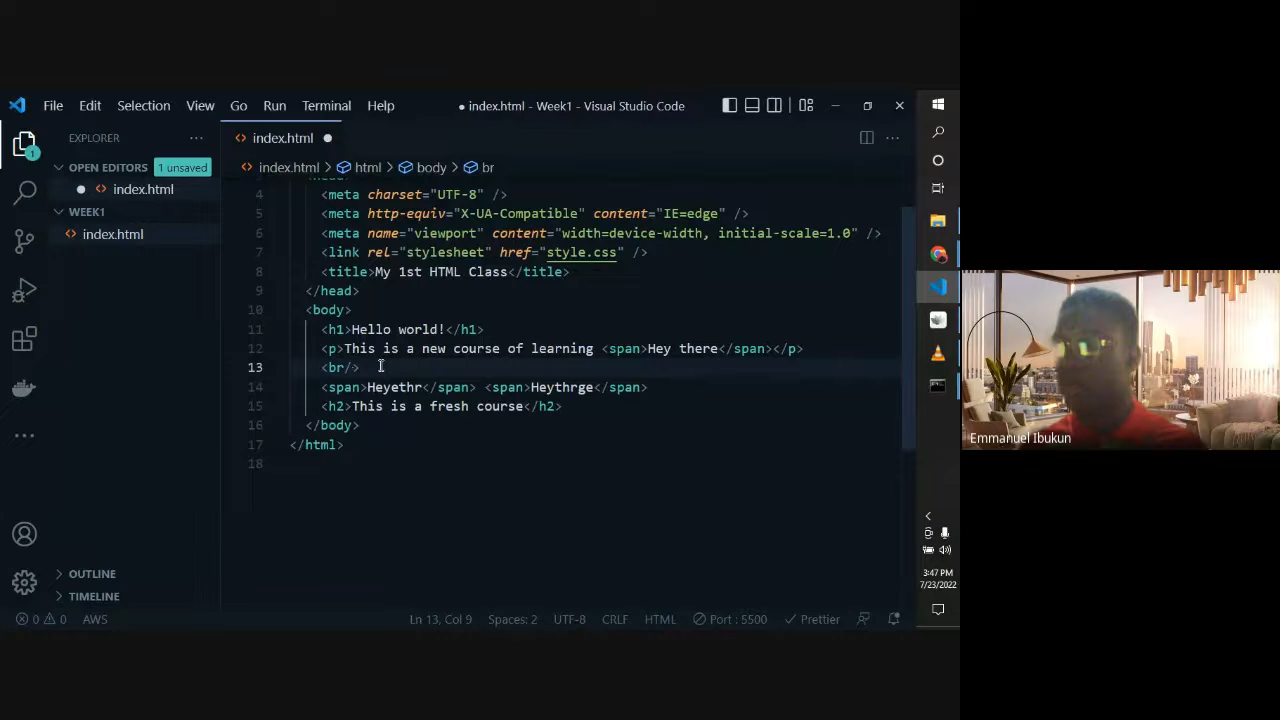 File Edit Selection View Go Run Terminal Help ● index.html - Week1 - Visual Studio Code
EXPLORER
OPEN EDITORS 1 unsaved
index.html
WEEK1
index.html
OUTLINE
TIMELINE
1
index.html
index.html > html > body > br
4 <meta charset="UTF-8" />
5 <meta http-equiv="X-UA-Compatible" content="IE=edge" />
6 <meta name="viewport" content="width=device-width, initial-scale=1.0" />
7 <link rel="stylesheet" href="style.css" />
8 <title>My 1st HTML Class</title>
9 </head>
10 <body>
11 <h1>Hello world!</h1>
12 <p>This is a new course of learning <span>Hey there</span></p>
13 <br/>
14 <span>Heyethr</span> <span>Heythrge</span>
15 <h2>This is a fresh course</h2>
16 </body>
17 </html>
18
0 0 AWS Ln 13, Col 9 Spaces: 2 UTF-8 CRLF HTML Port : 5500 Prettier
3:47 PM
7/23/2022
Emmanuel Ibukun